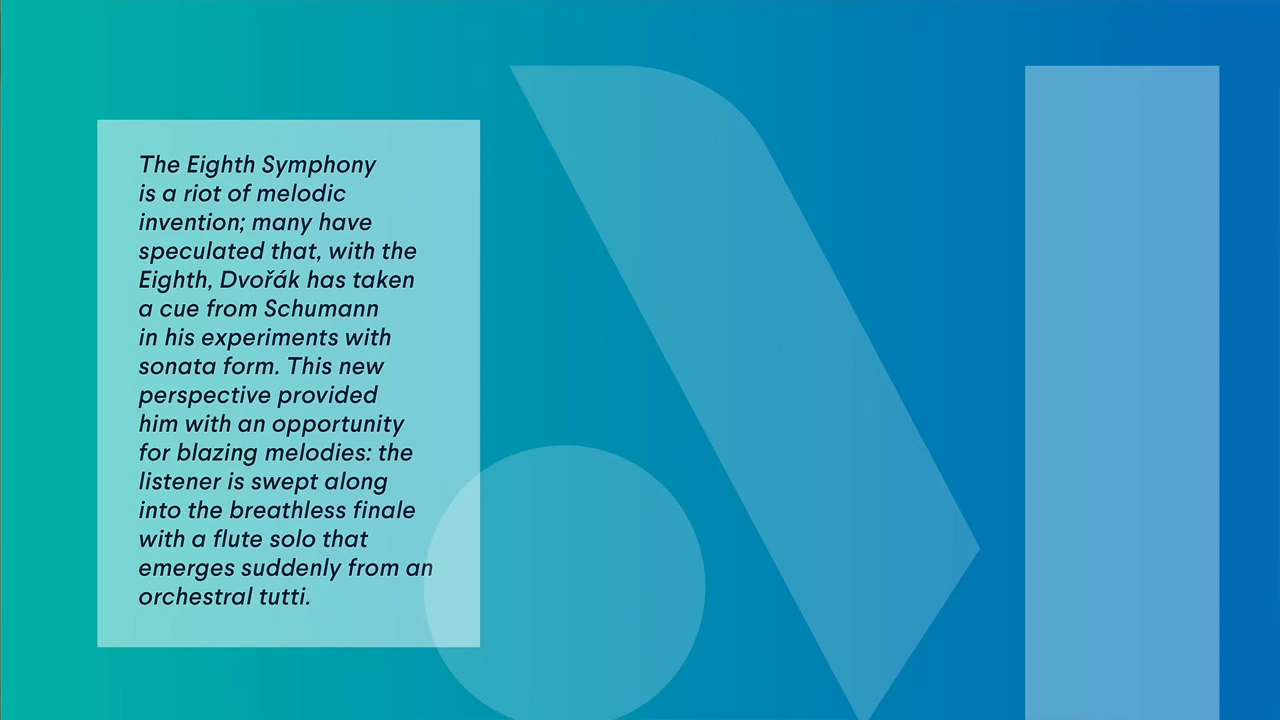 The Eighth Symphony
is a riot of melodic
invention; many have
speculated that, with the
Eighth, Dvořák has taken
a cue from Schumann
in his experiments with
sonata form. This new
perspective provided
him with an opportunity
for blazing melodies: the
listener is swept along
into the breathless finale
with a flute solo that
emerges suddenly from an
orchestral tutti.